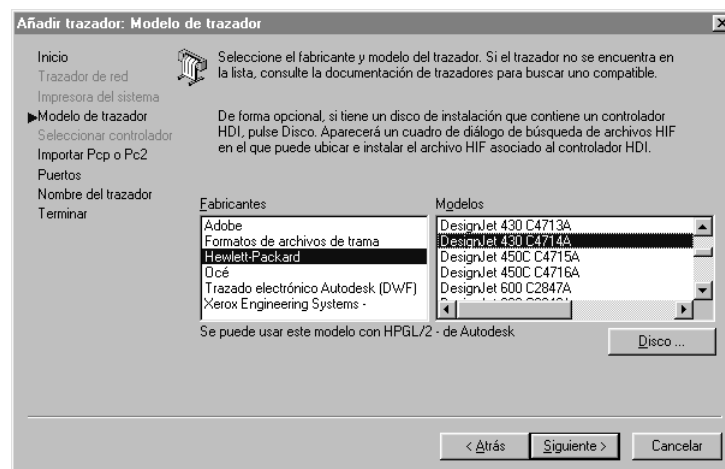 Añadir trazador: Modelo de trazador
Inicio
Trazador de red
Impresora del sistema
Modelo de trazador
Seleccionar controlador
Importar Pcp o Pc2
Puertos
Nombre del trazador
Terminar
Seleccione el fabricante y modelo del trazador. Si el trazador no se encuentra en
la lista, consulte la documentación de trazadores para buscar uno compatible.
De forma opcional, si tiene un disco de instalación que contiene un controlador
HDI, pulse Disco. Aparecerá un cuadro de diálogo de búsqueda de archivos HIF
en el que puede ubicar e instalar el archivo HIF asociado al controlador HDI.
Fabricantes
Adobe
Formatos de archivos de trama
Hewlett-Packard
Océ
Trazado electrónico Autodesk (DWF)
Xerox Engineering Systems -
Modelos
DesignJet 430 C4713A
DesignJet 430 C4714A
DesignJet 450C C4715A
DesignJet 450C C4716A
DesignJet 600 C2847A
Se puede usar este modelo con HPGL/2 - de Autodesk
Disco ...
< Atrás
Siguiente >
Cancelar